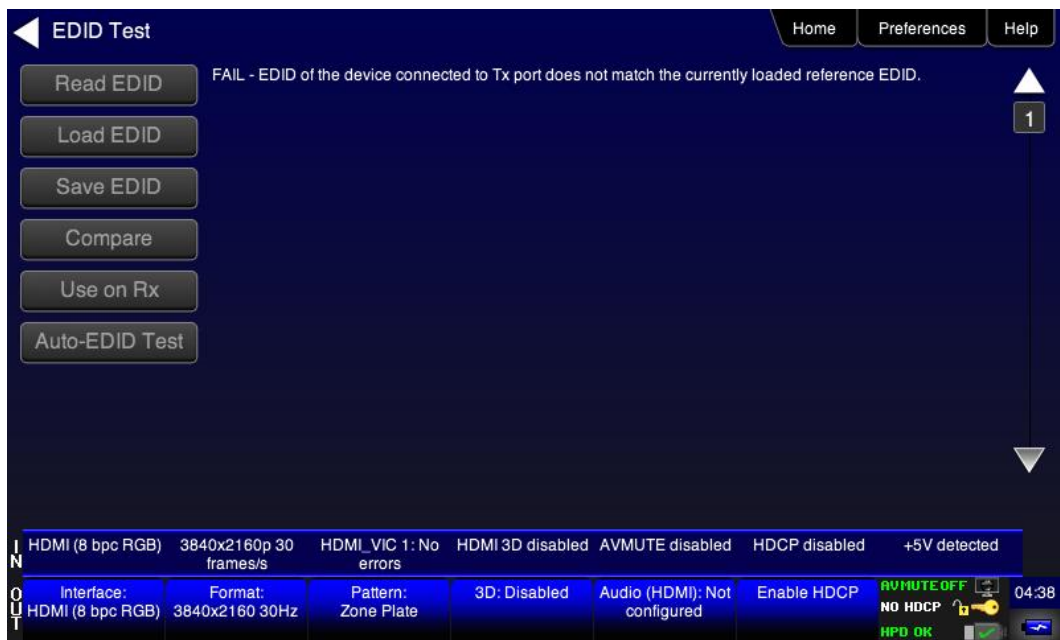 EDID Test
Home
Preferences
Help
Read EDID
FAIL - EDID of the device connected to Tx port does not match the currently loaded reference EDID.
1
Load EDID
Save EDID
Compare
Use on Rx
Auto-EDID Test
IN
HDMI (8 bpc RGB)
3840x2160p 30
frames/s
HDMI_VIC 1: No
errors
HDMI 3D disabled
AVMUTE disabled
HDCP disabled
+5V detected
OUT
Interface:
HDMI (8 bpc RGB)
Format:
3840x2160 30Hz
Pattern:
Zone Plate
3D: Disabled
Audio (HDMI): Not
configured
Enable HDCP
AVMUTE OFF
NO HDCP
HPD OK
04:38